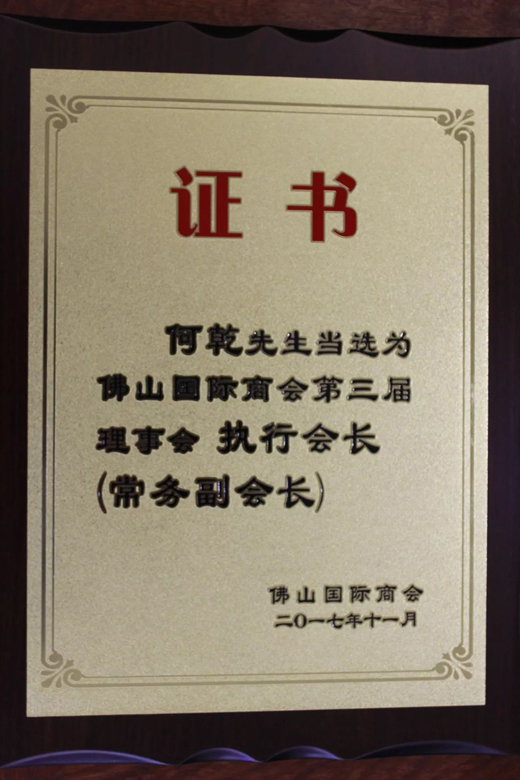 证书
何乾先生当选为
佛山国际商会第三届
理事会 执行会长
(常务副会长)
佛山国际商会
二〇一七年十一月